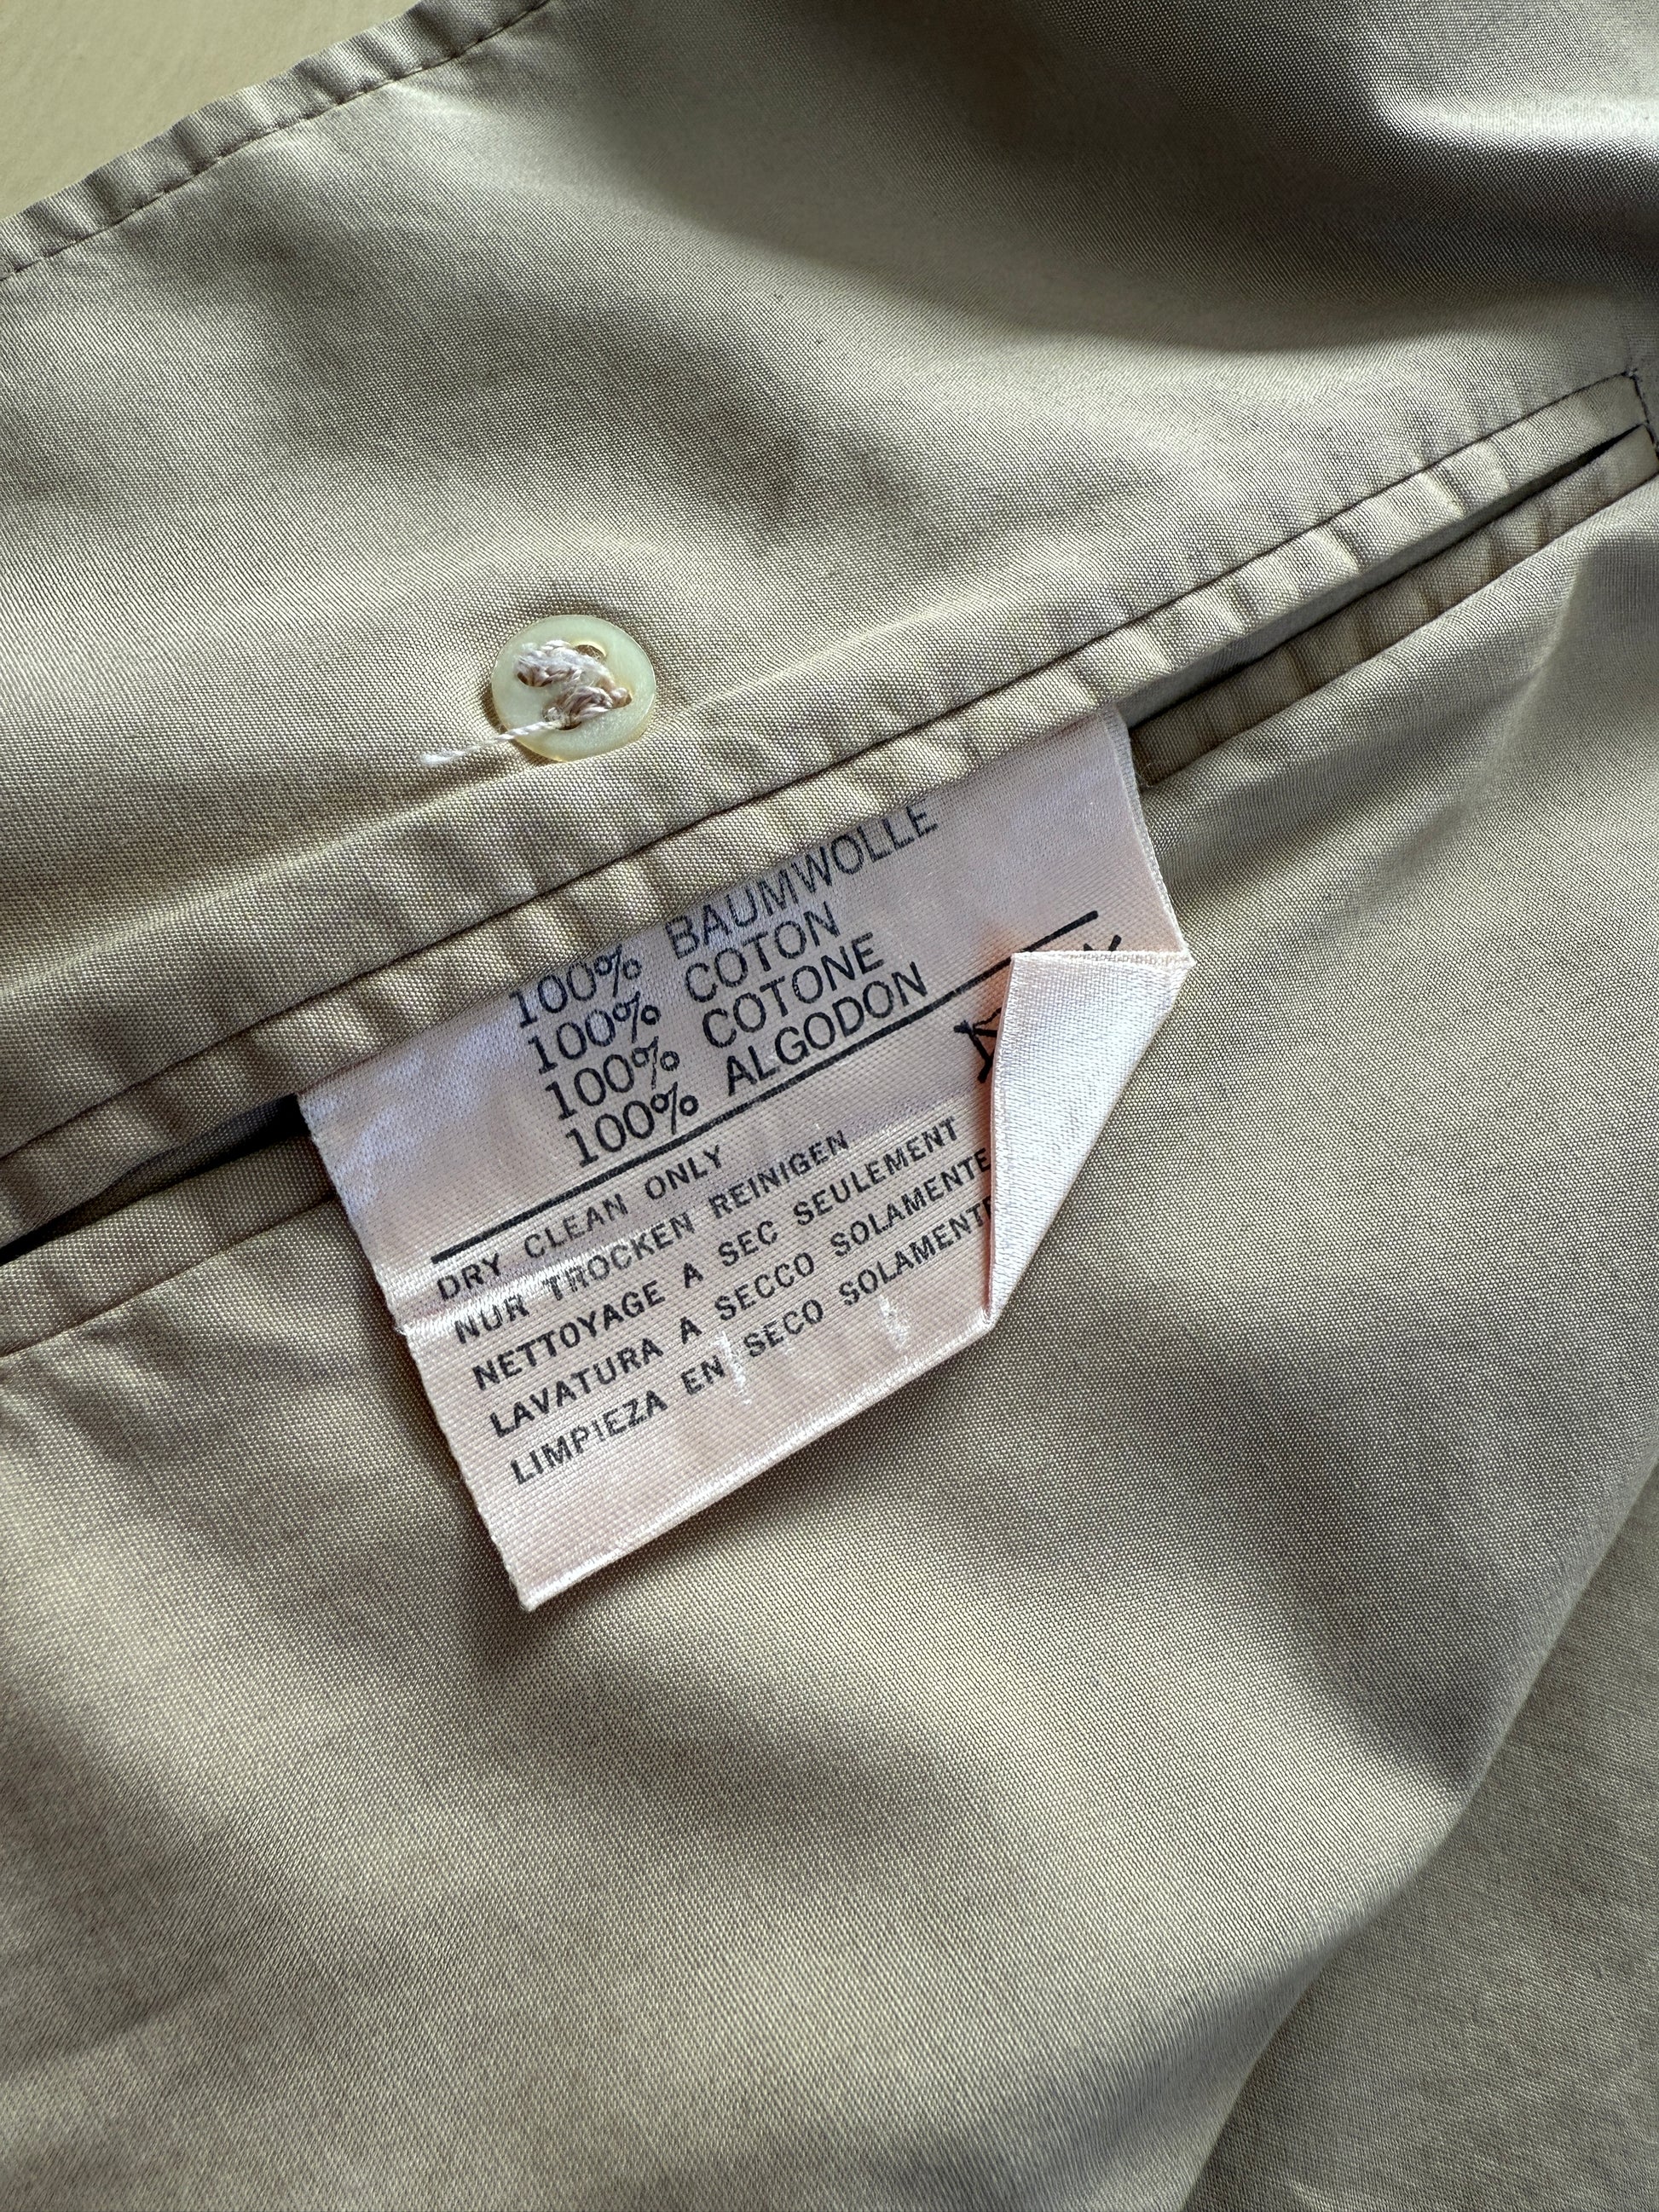 100% BAUMWOLLE
100% COTON
100% COTONE
100% ALGODON
DRY CLEAN ONLY
NUR TROCKEN REINIGEN
NETTOYAGE A SEC SEULEMENT
LAVATURA A SECCO SOLAMENTE
LIMPIEZA EN SECO SOLAMENTE